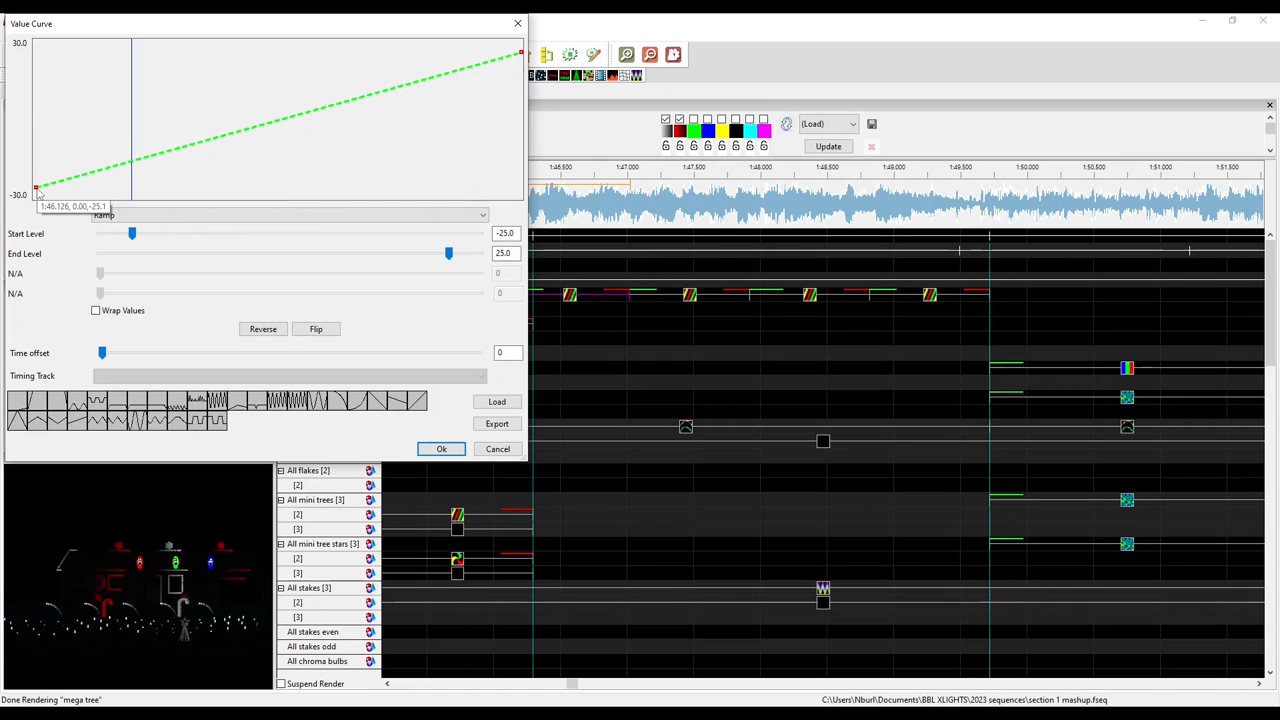 Value Curve
30.0
-30.0
1:46.126, 0.00,-25.1
Ramp
Start Level
-25.0
End Level
25.0
N/A
0
N/A
0
Wrap Values
Reverse
Flip
Time offset
0
Timing Track
Load
Export
Ok
Cancel
(Load)
Update
1:46.500
1:47.000
1:47.500
1:48.000
1:48.500
1:49.000
1:49.500
1:50.000
1:50.500
1:51.000
1:51.500
All flakes [2]
[2]
All mini trees [3]
[2]
[3]
All mini tree stars [3]
[2]
[3]
All stakes [3]
[2]
[3]
All stakes even
All stakes odd
All chroma bulbs
Suspend Render
Done Rendering "mega tree"
C:\Users\Nburl\Documents\BBL XLIGHTS\2023 sequences\section 1 mashup.fseq